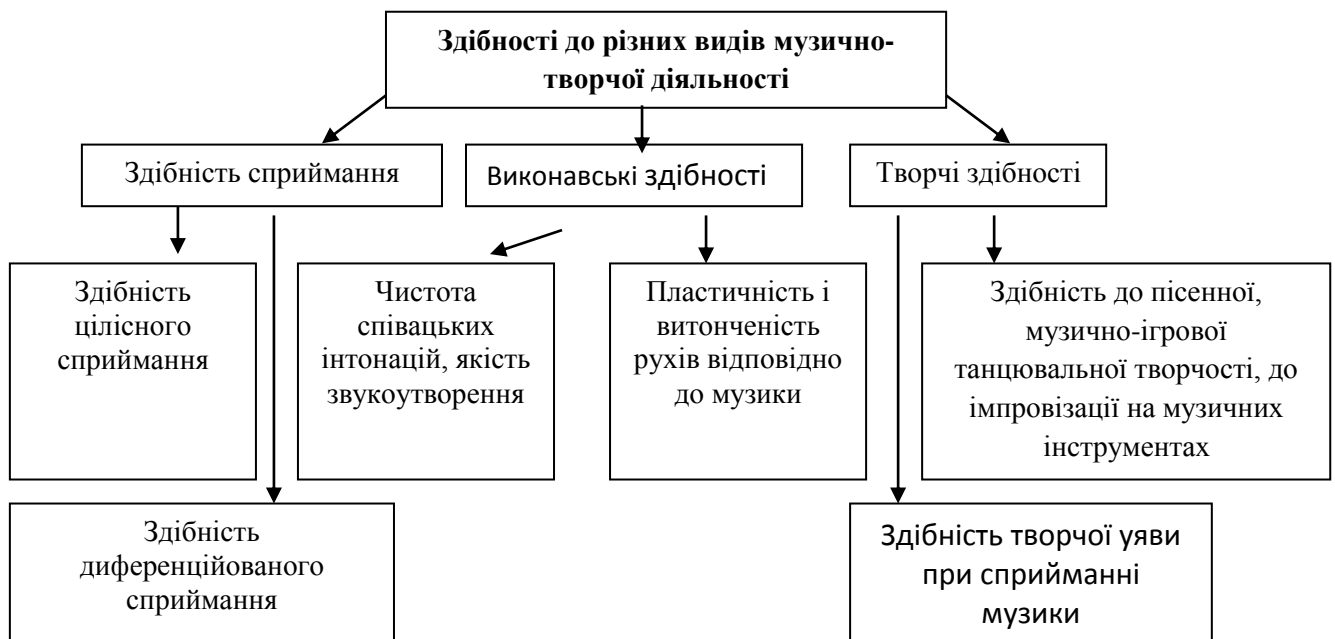 Здібності до різних видів музично-
творчої діяльності
Здібність сприймання
Виконавські здібності
Творчі здібності
Здібність
цілісного
сприймання
Чистота
співацьких
інтонацій, якість
звукоутворення
Пластичність і
витонченість
рухів відповідно
до музики
Здібність до пісенної,
музично-ігрової
танцювальної творчості, до
імпровізації на музичних
інструментах
Здібність
диференційованого
сприймання
Здібність творчої уяви
при сприйманні
музики